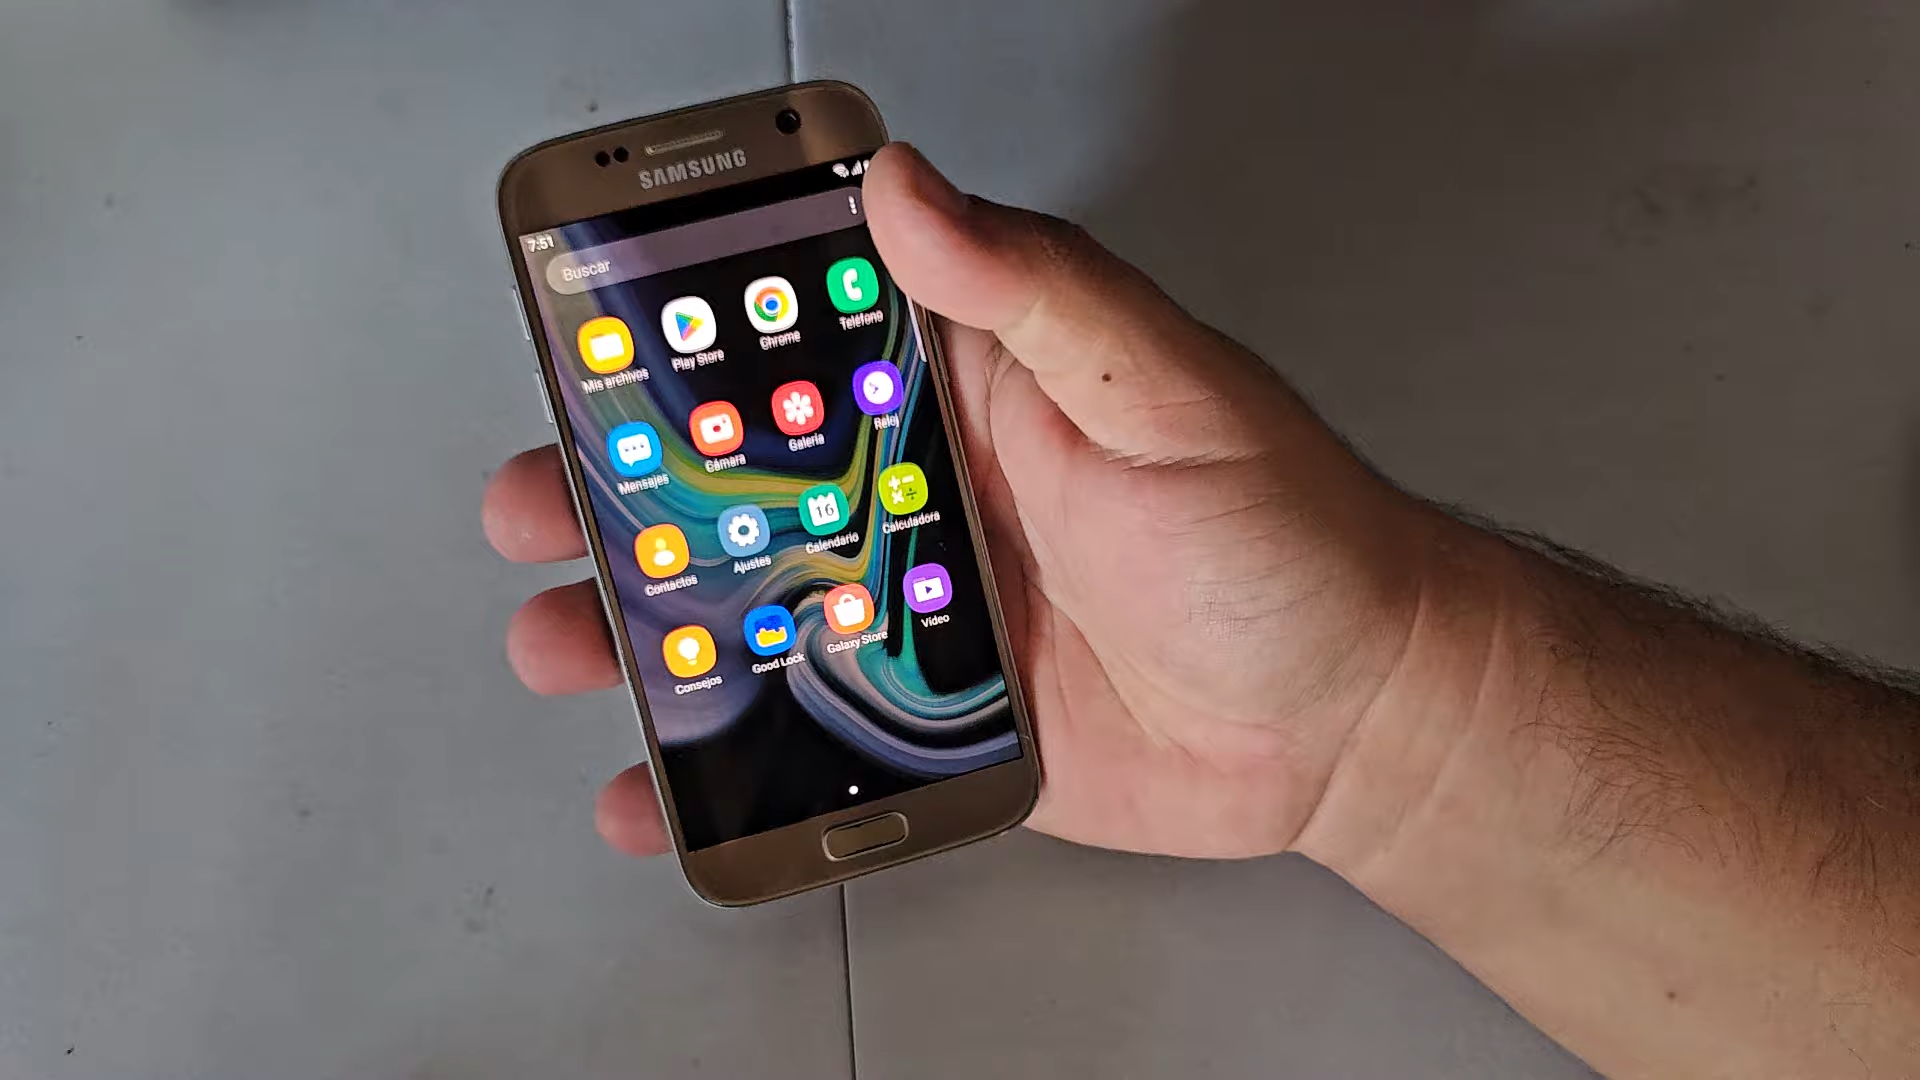 SAMSUNG
7:51
Buscar
Mis archivos
Play Store
Chrome
Teléfono
Mensajes
Cámara
Galería
Reloj
Contactos
Ajustes
16
Calendario
Calculadora
Consejos
Good Lock
Galaxy Store
Vídeo